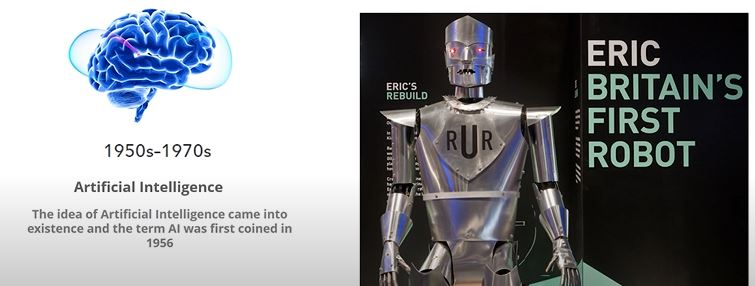 1950s-1970s
Artificial Intelligence
The idea of Artificial Intelligence came into
existence and the term AI was first coined in
1956
ERIC'S
REBUILD
RUR
ERIC
BRITAIN'S
FIRST
ROBOT